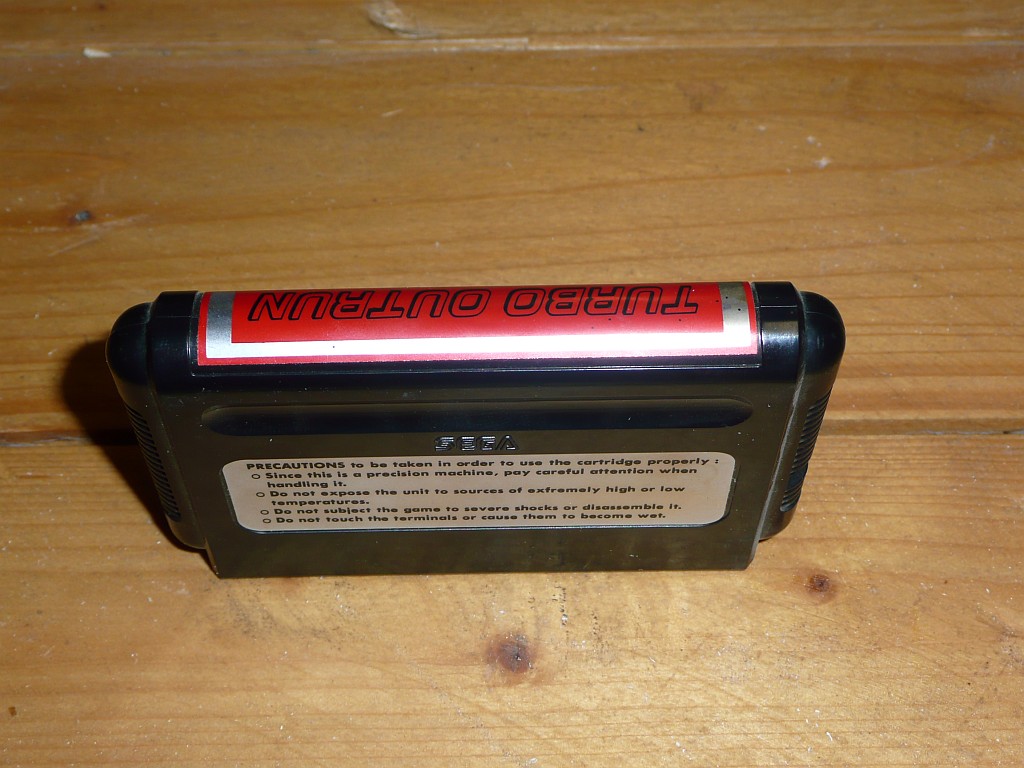 TURBO OUTRUN
SEGA
PRECAUTIONS to be taken in order to use the cartridge properly :
○ Since this is a precision machine, pay careful attention when
handling it.
○ Do not expose the unit to sources of extremely high or low
temperatures.
○ Do not subject the game to severe shocks or disassemble it.
○ Do not touch the terminals or cause them to become wet.